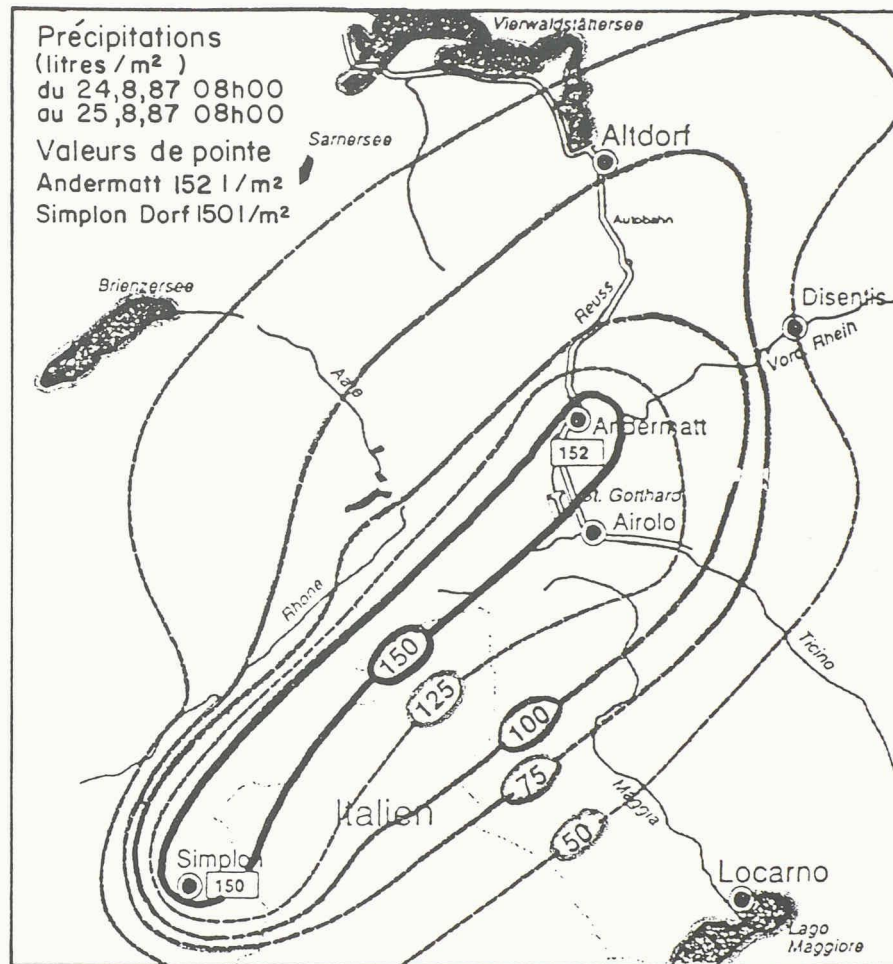 Précipitations
(litres/m²)
du 24,8,87 08h00
au 25,8,87 08h00
Valeurs de pointe
Andermatt 152 l/m²
Simplon Dorf 150 l/m²
Vierwaldstättersee
Sarnersee
Altdorf
Autobahn
Brienzersee
Reuss
Disentis
Vord. Rhein
Aare
Andermatt
152
St. Gotthard
Airolo
Rhone
150
Ticino
125
100
75
Maggia
Italien
50
Simplon
150
Locarno
Lago
Maggiore